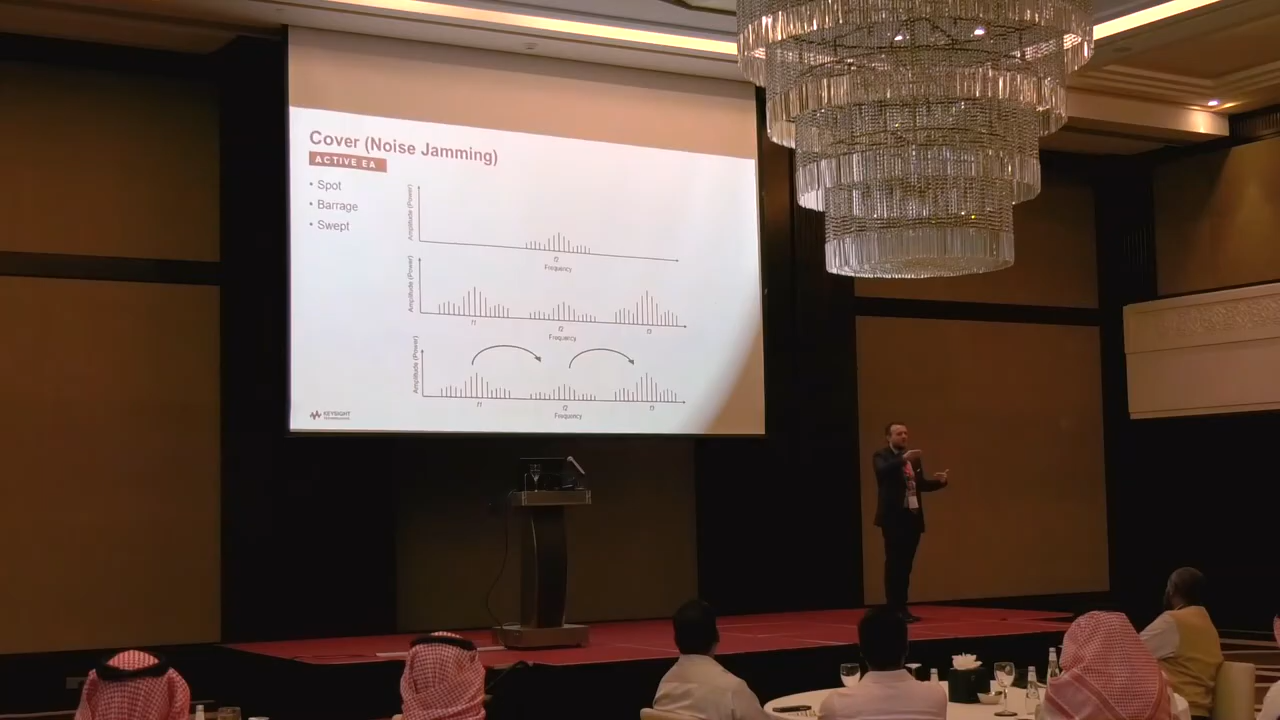 Cover (Noise Jamming)
ACTIVE EA
• Spot
• Barrage
• Swept
Amplitude (Power)
f2
Frequency
Amplitude (Power)
f1
f2
f3
Frequency
Amplitude (Power)
f1
f2
f3
Frequency
KEYSIGHT
TECHNOLOGIES